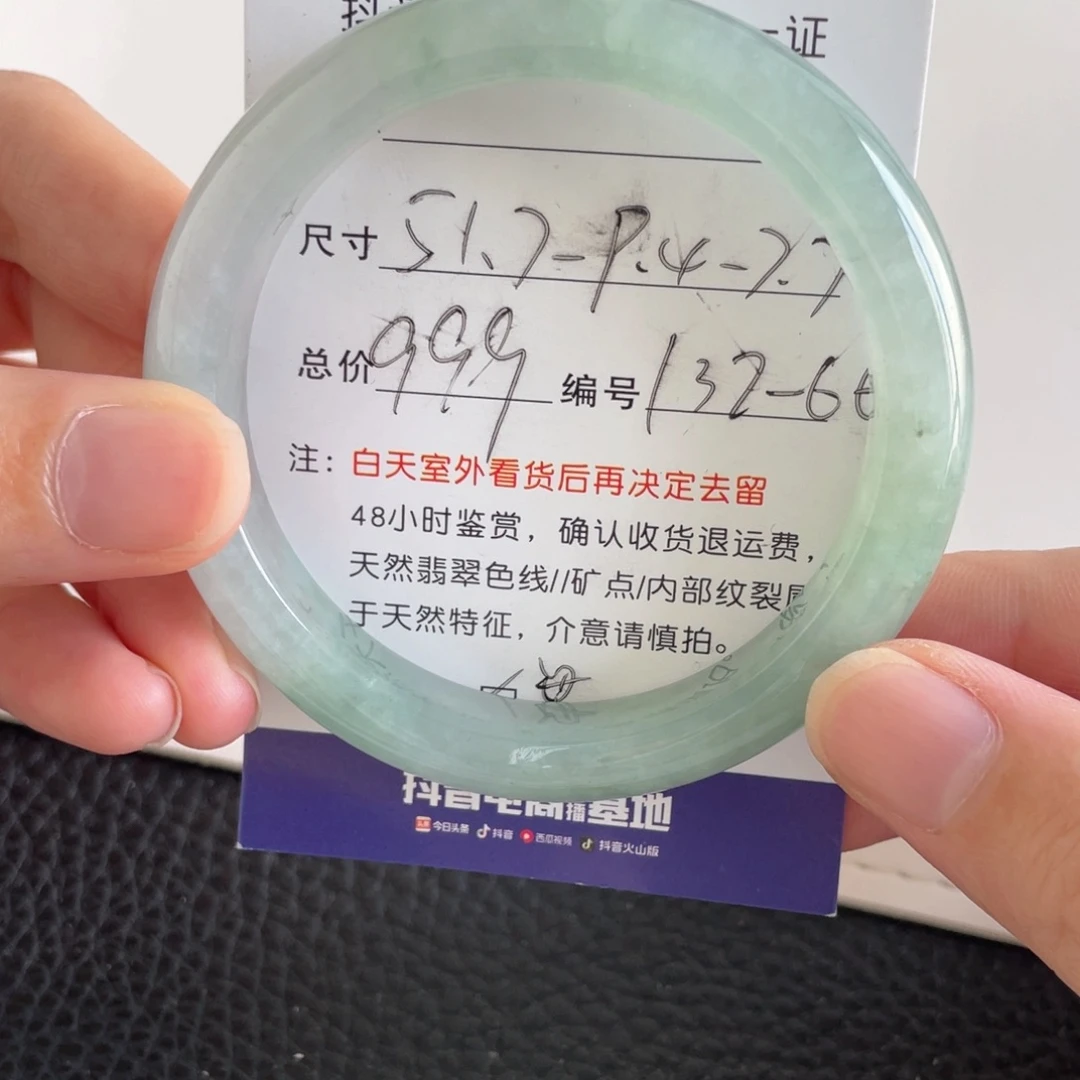 证
尺寸 51.7-9.4-7.7
总价 999 编号 132-66
注：白天室外看货后再决定去留
48小时鉴赏，确认收货退运费，
天然翡翠色线//矿点/内部纹裂属
于天然特征，介意请慎拍。
抖音电商直播基地
今日头条 抖音 西瓜视频 抖音火山版